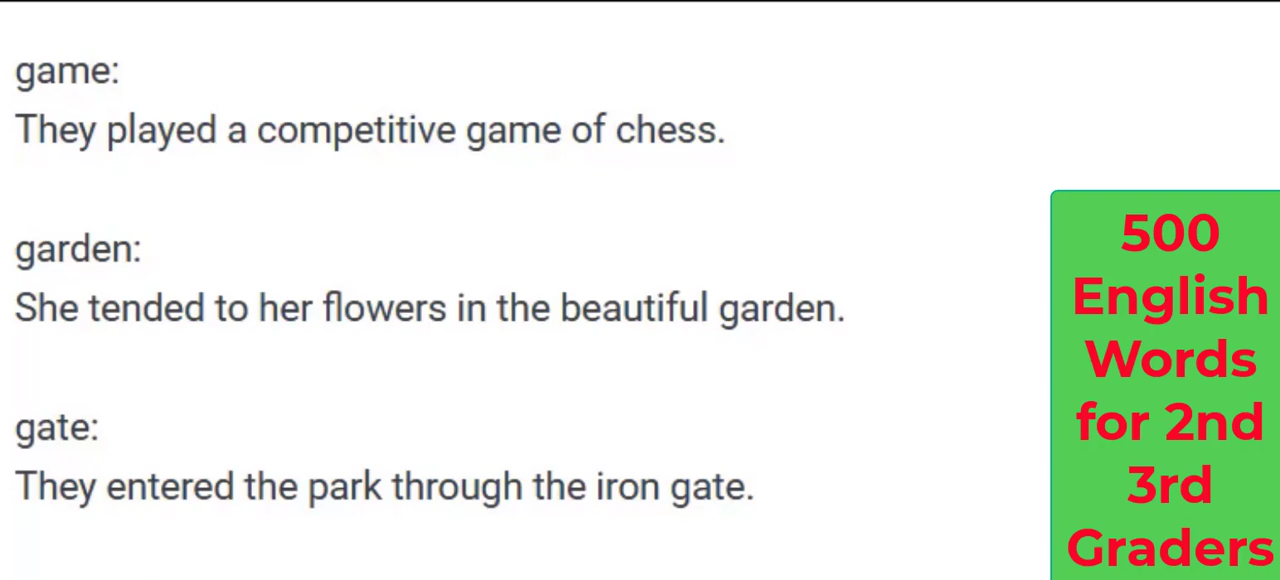 game:
They played a competitive game of chess.
garden:
She tended to her flowers in the beautiful garden.
gate:
They entered the park through the iron gate.
500
English
Words
for 2nd
3rd
Graders